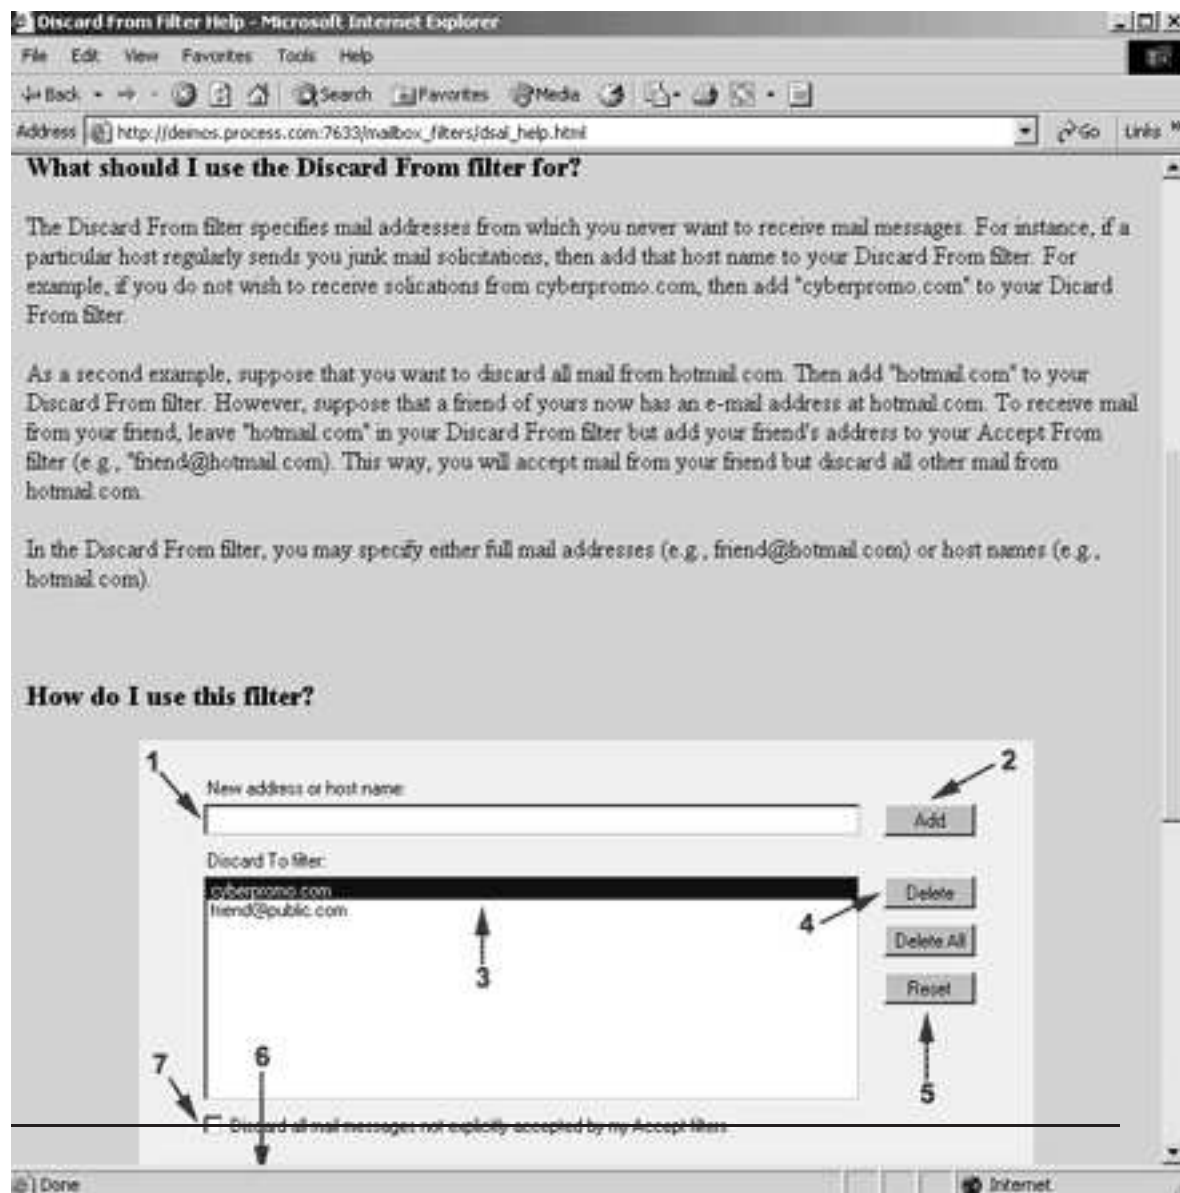 Discard From Filter Help - Microsoft Internet Explorer
File Edit View Favorites Tools Help
Back Search Favorites Media
Address http://deimos.process.com:7633/mailbox_filters/dsal_help.html Go Links »
What should I use the Discard From filter for?
The Discard From filter specifies mail addresses from which you never want to receive mail messages. For instance, if a
particular host regularly sends you junk mail solicitations, then add that host name to your Discard From filter. For
example, if you do not wish to receive solications from cyberpromo.com, then add "cyberpromo.com" to your Dicard
From filter.
As a second example, suppose that you want to discard all mail from hotmail.com. Then add "hotmail.com" to your
Discard From filter. However, suppose that a friend of yours now has an e-mail address at hotmail.com. To receive mail
from your friend, leave "hotmail.com" in your Discard From filter but add your friend's address to your Accept From
filter (e.g., "friend@hotmail.com). This way, you will accept mail from your friend but discard all other mail from
hotmail.com.
In the Discard From filter, you may specify either full mail addresses (e.g., friend@hotmail.com) or host names (e.g.,
hotmail.com).
How do I use this filter?
1
2
New address or host name:
Add
Discard To filter:
cyberpromo.com
Delete
friend@public.com
4
Delete All
3
Reset
7
6
5
Discard all mail messages not explicitly accepted by my Accept filters
Done Internet